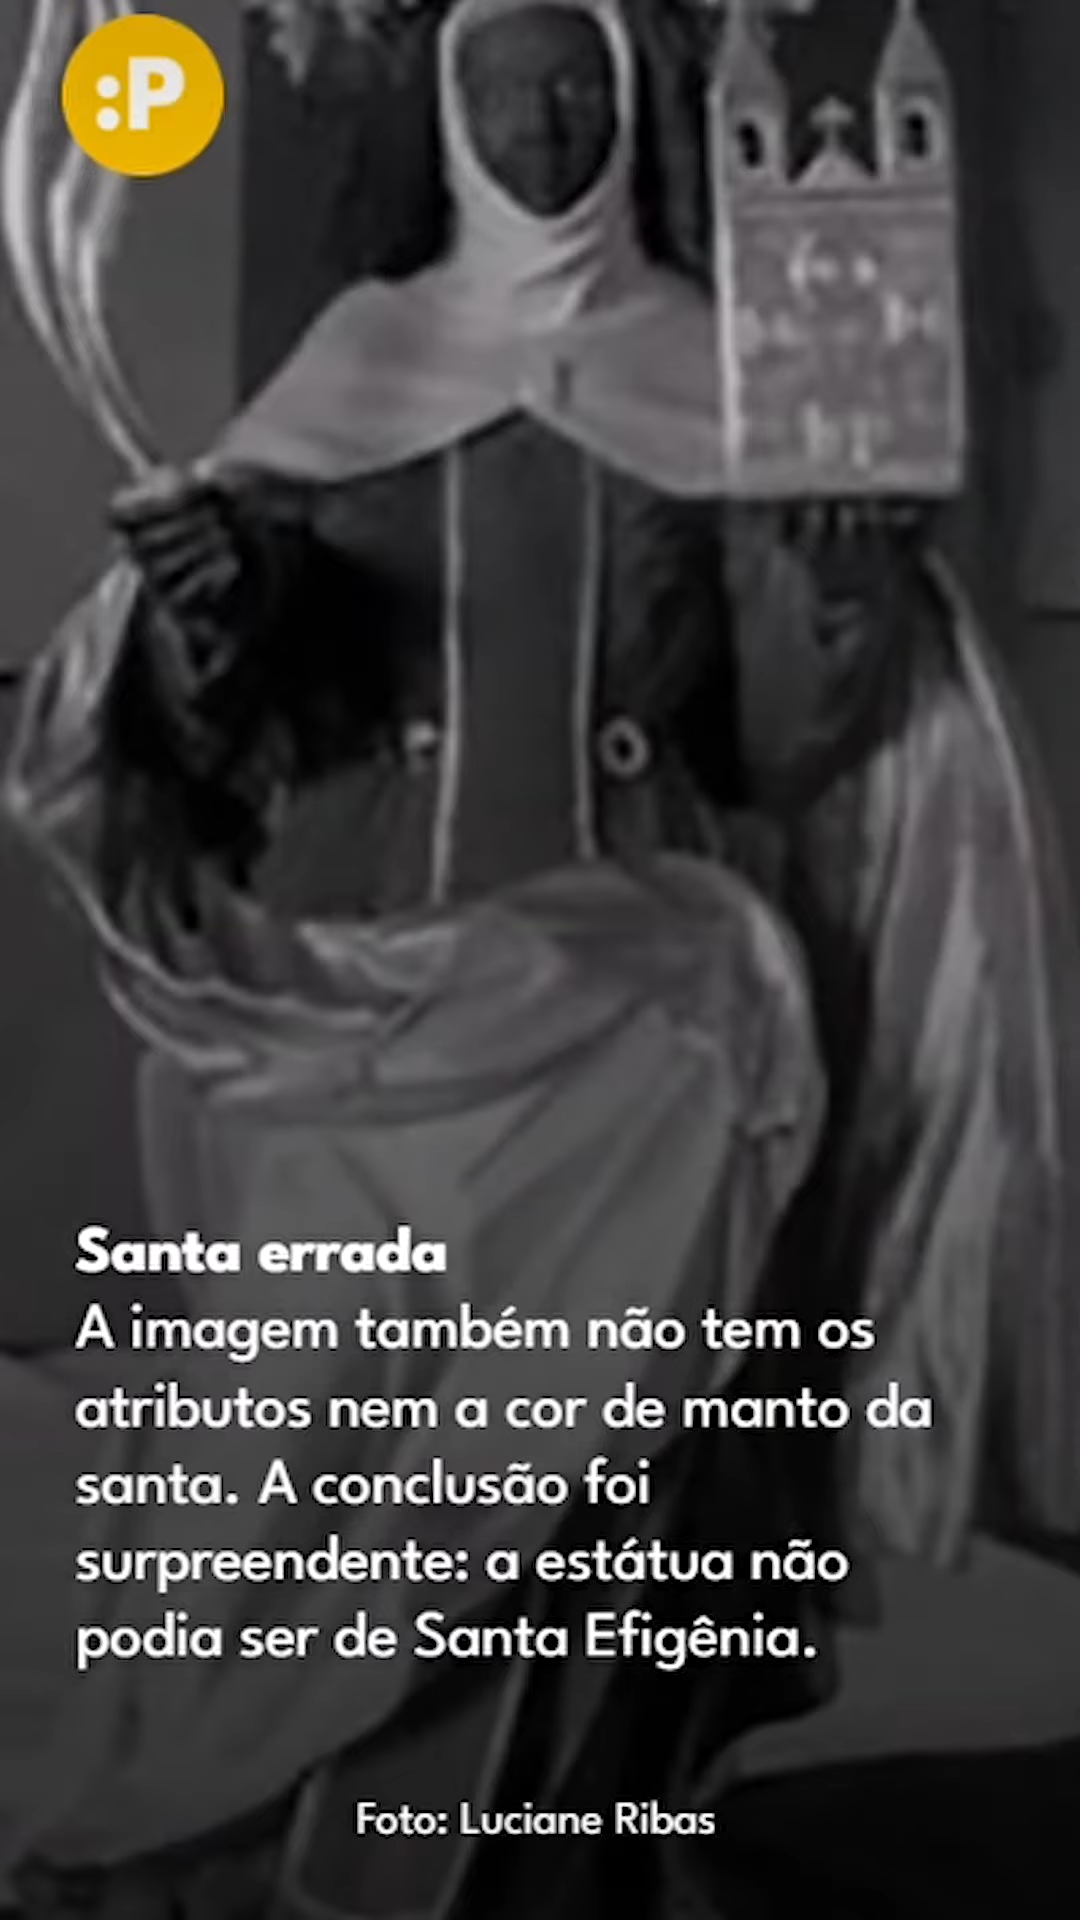 :P
Santa errada
A imagem também não tem os
atributos nem a cor de manto da
santa. A conclusão foi
surpreendente: a estátua não
podia ser de Santa Efigênia.
Foto: Luciane Ribas